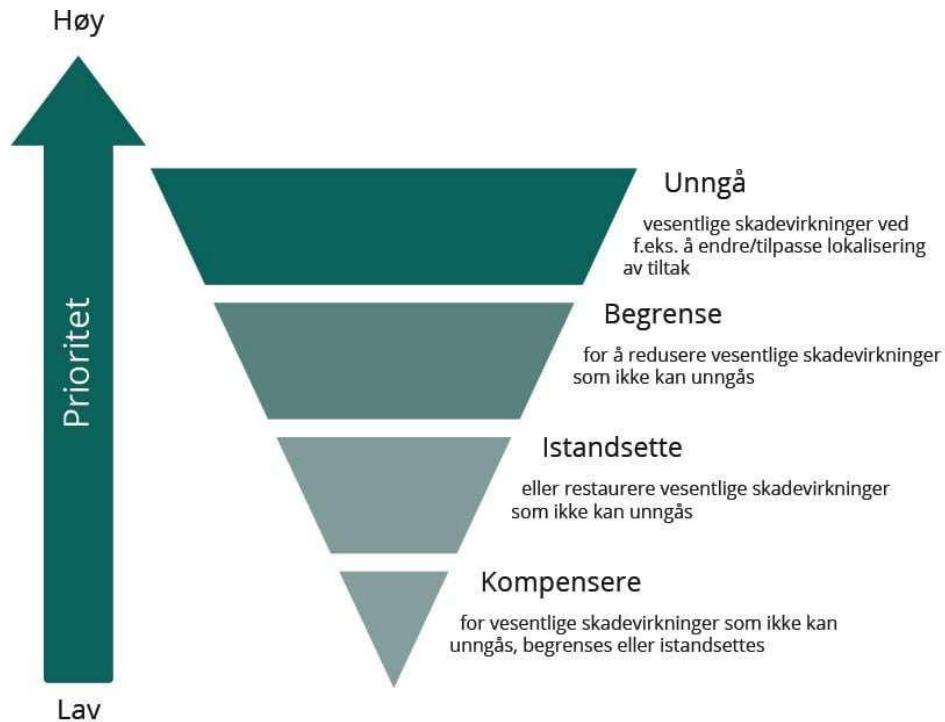 Høy
Prioritet
Lav
Unngå
vesentlige skadevirkninger ved
f.eks. å endre/tilpasse lokalisering
av tiltak
Begrense
for å redusere vesentlige skadevirkninger
som ikke kan unngås
Istandsette
eller restaurere vesentlige skadevirkninger
som ikke kan unngås
Kompensere
for vesentlige skadevirkninger som ikke kan
unngås, begrenses eller istandsettes